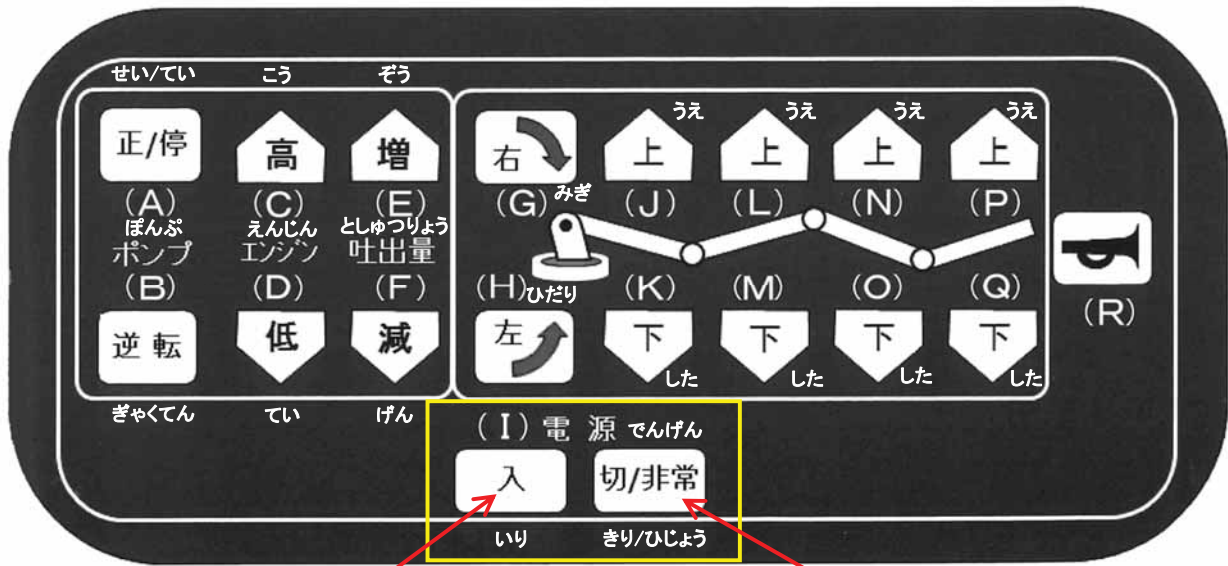 せい/てい こう ぞう
正/停 高 増
(A) (C) (E)
ぽんぷ えんじん としゅつりょう
ポンプ エンジン 吐出量
(B) (D) (F)
逆転 低 減
ぎゃくてん てい げん
うえ うえ うえ うえ
右 上 上 上 上
(G) みぎ (J) (L) (N) (P)
(H) ひだり (K) (M) (O) (Q)
左 下 下 下 下
した した した した
(R)
(I) 電源 でんげん
入 切/非常
いり きり/ひじょう